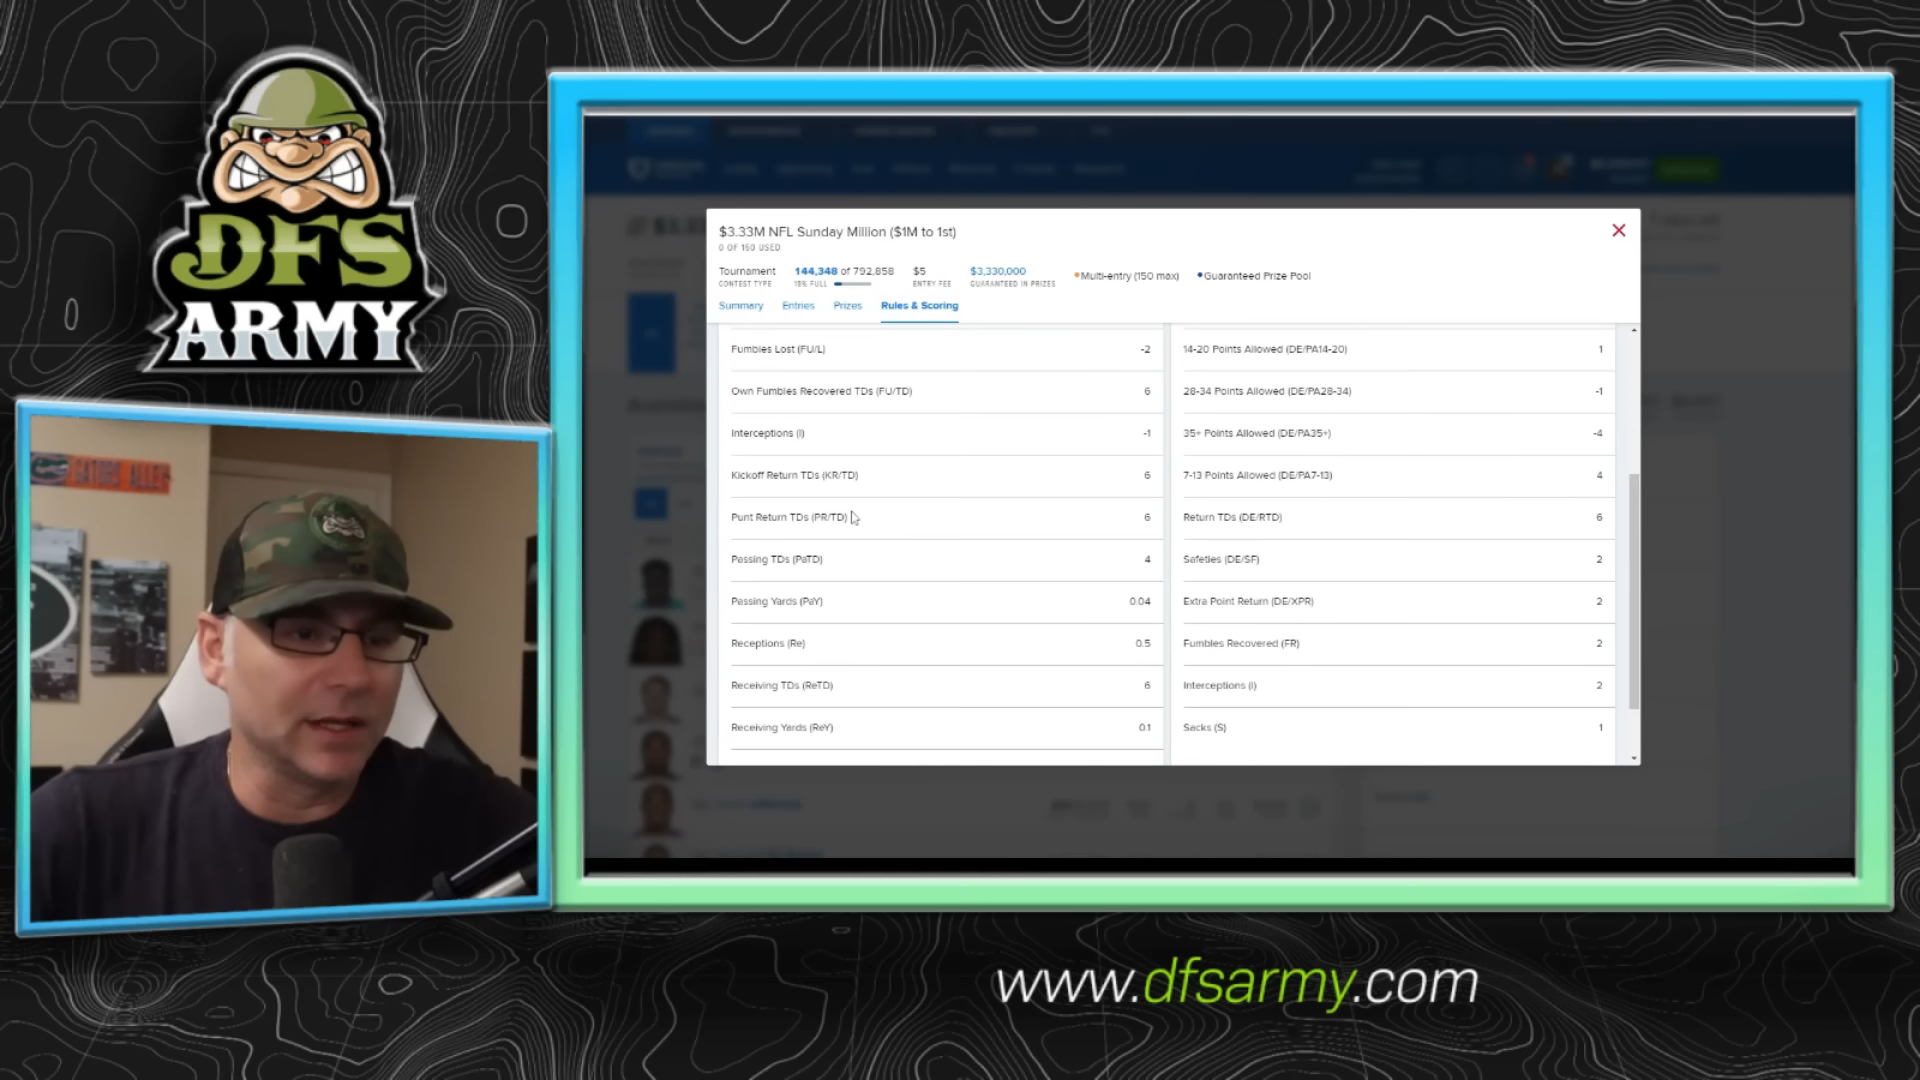 DFS
ARMY
GATORS ALLEY
$3.33M NFL Sunday Million ($1M to 1st)
0 OF 150 USED
Tournament
CONTEST TYPE
144,348 of 792,858
18% FULL
$5
ENTRY FEE
$3,330,000
GUARANTEED IN PRIZES
Multi-entry (150 max)
Guaranteed Prize Pool
Summary Entries Prizes Rules & Scoring
Fumbles Lost (FU/L) -2
Own Fumbles Recovered TDs (FU/TD) 6
Interceptions (I) -1
Kickoff Return TDs (KR/TD) 6
Punt Return TDs (PR/TD) 6
Passing TDs (PaTD) 4
Passing Yards (PaY) 0.04
Receptions (Re) 0.5
Receiving TDs (ReTD) 6
Receiving Yards (ReY) 0.1
14-20 Points Allowed (DE/PA14-20) 1
28-34 Points Allowed (DE/PA28-34) -1
35+ Points Allowed (DE/PA35+) -4
7-13 Points Allowed (DE/PA7-13) 4
Return TDs (DE/RTD) 6
Safeties (DE/SF) 2
Extra Point Return (DE/XPR) 2
Fumbles Recovered (FR) 2
Interceptions (I) 2
Sacks (S) 1
www.dfsarmy.com